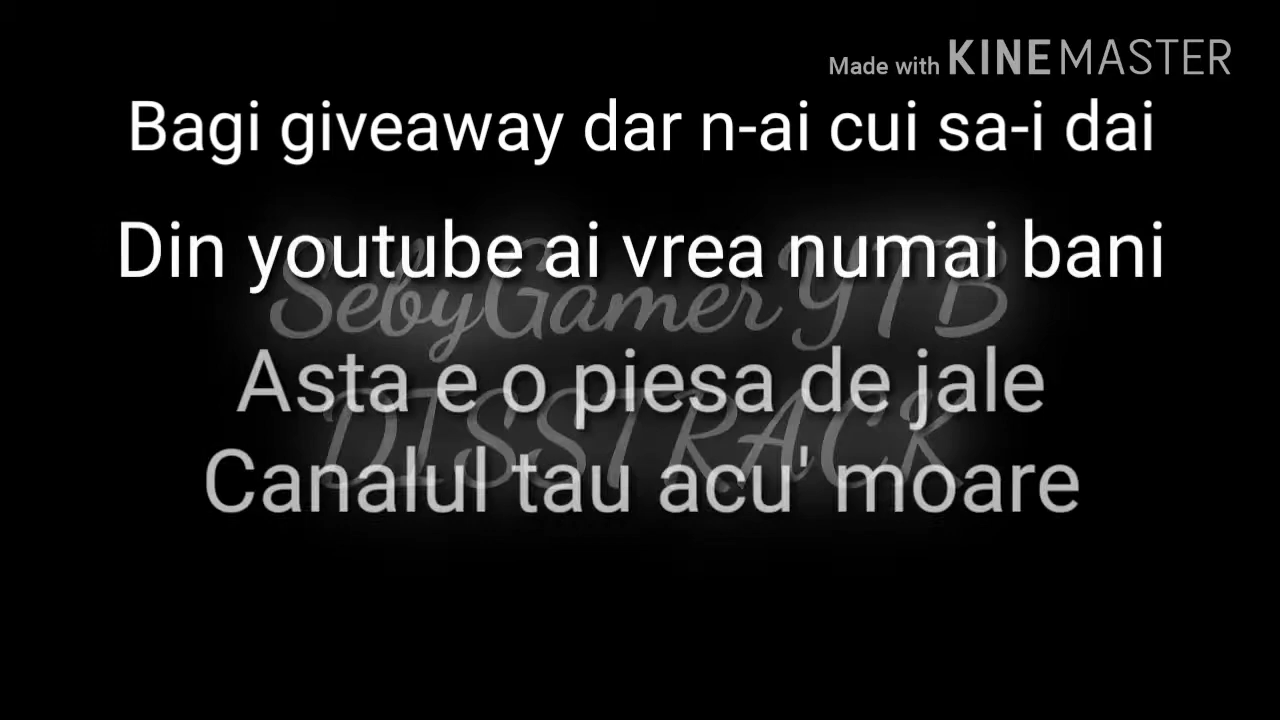 Made with KINEMASTER
Bagi giveaway dar n-ai cui sa-i dai
Din youtube ai vrea numai bani
SebyGamerYTB
Asta e o piesa de jale
DISSTRACK
Canalul tau acu' moare